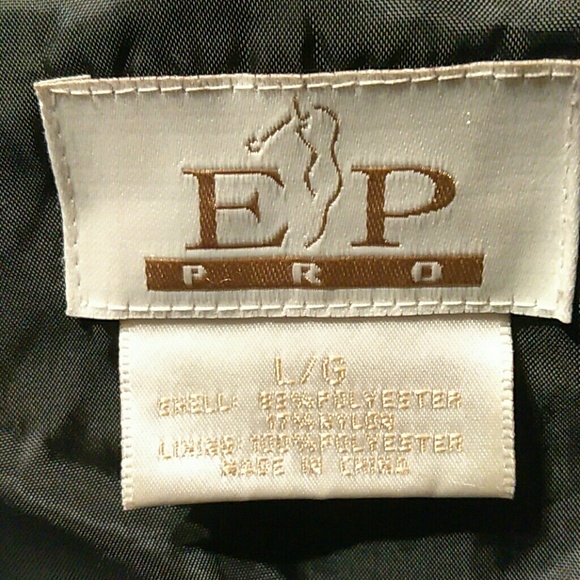 EP
PRO
L/G
SHELL: 83% POLYESTER
17% NYLON
LINING: 100% POLYESTER
MADE IN CHINA